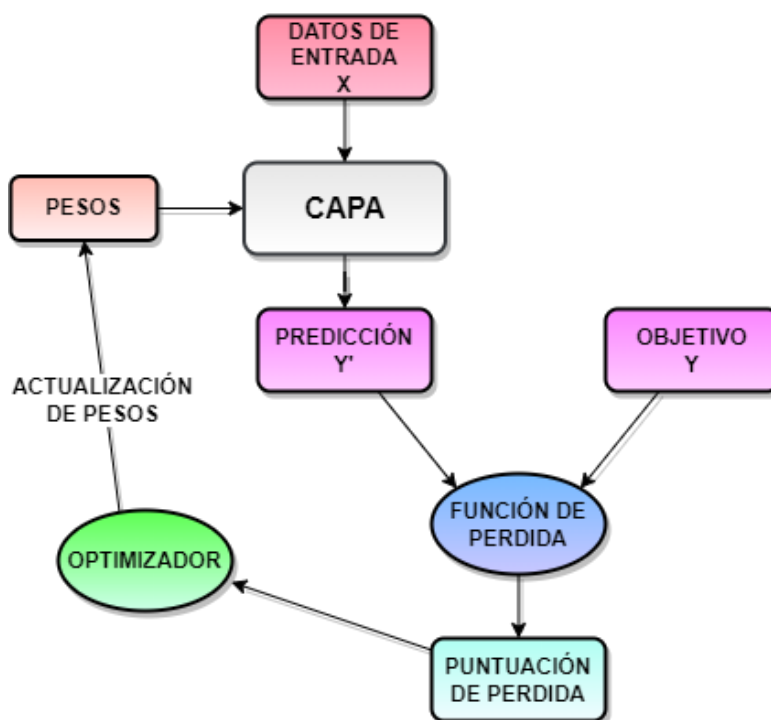 DATOS DE
ENTRADA
X
PESOS
CAPA
PREDICCIÓN
Y'
OBJETIVO
Y
ACTUALIZACIÓN
DE PESOS
FUNCIÓN DE
PERDIDA
OPTIMIZADOR
PUNTUACIÓN
DE PERDIDA